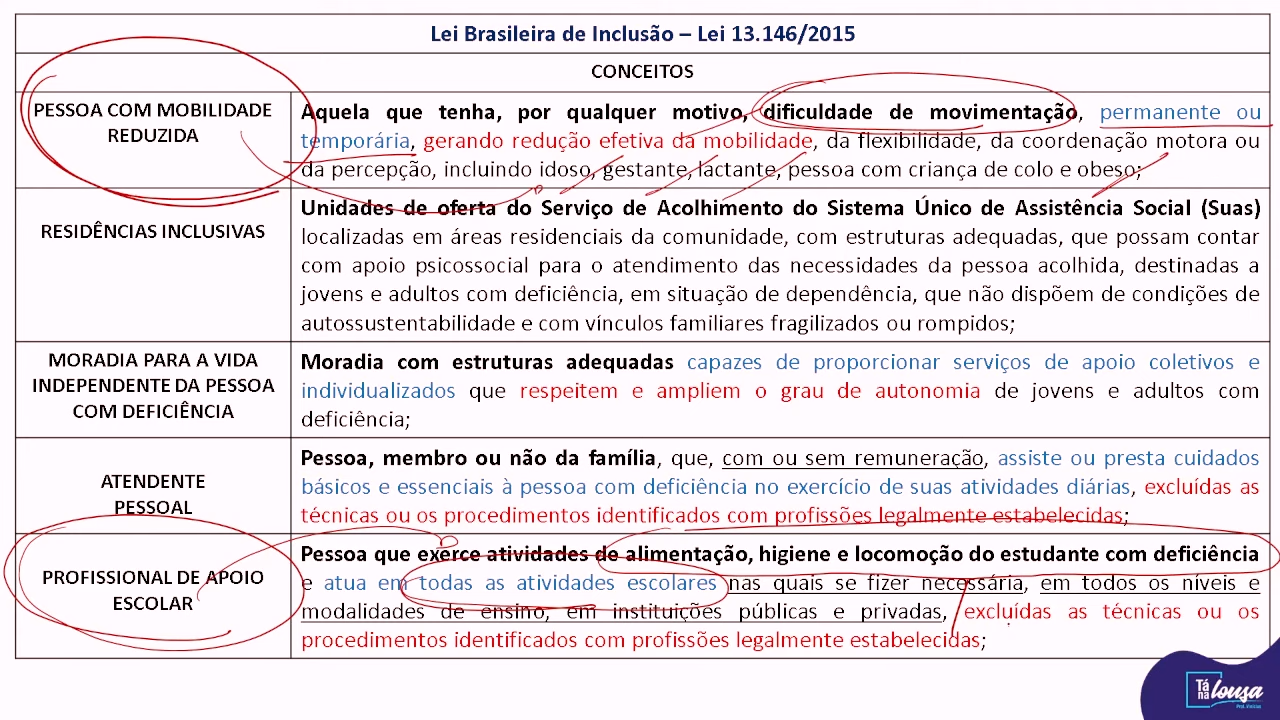 Lei Brasileira de Inclusão – Lei 13.146/2015
CONCEITOS
PESSOA COM MOBILIDADE
REDUZIDA
Aquela que tenha, por qualquer motivo, dificuldade de movimentação, permanente ou
temporária, gerando redução efetiva da mobilidade, da flexibilidade, da coordenação motora ou
da percepção, incluindo idoso, gestante, lactante, pessoa com criança de colo e obeso;
RESIDÊNCIAS INCLUSIVAS
Unidades de oferta do Serviço de Acolhimento do Sistema Único de Assistência Social (Suas)
localizadas em áreas residenciais da comunidade, com estruturas adequadas, que possam contar
com apoio psicossocial para o atendimento das necessidades da pessoa acolhida, destinadas a
jovens e adultos com deficiência, em situação de dependência, que não dispõem de condições de
autossustentabilidade e com vínculos familiares fragilizados ou rompidos;
MORADIA PARA A VIDA
INDEPENDENTE DA PESSOA
COM DEFICIÊNCIA
Moradia com estruturas adequadas capazes de proporcionar serviços de apoio coletivos e
individualizados que respeitem e ampliem o grau de autonomia de jovens e adultos com
deficiência;
ATENDENTE
PESSOAL
Pessoa, membro ou não da família, que, com ou sem remuneração, assiste ou presta cuidados
básicos e essenciais à pessoa com deficiência no exercício de suas atividades diárias, excluídas as
técnicas ou os procedimentos identificados com profissões legalmente estabelecidas;
PROFISSIONAL DE APOIO
ESCOLAR
Pessoa que exerce atividades de alimentação, higiene e locomoção do estudante com deficiência
e atua em todas as atividades escolares nas quais se fizer necessária, em todos os níveis e
modalidades de ensino, em instituições públicas e privadas, excluídas as técnicas ou os
procedimentos identificados com profissões legalmente estabelecidas;
Tá
na lousa
Prof. Vinícius